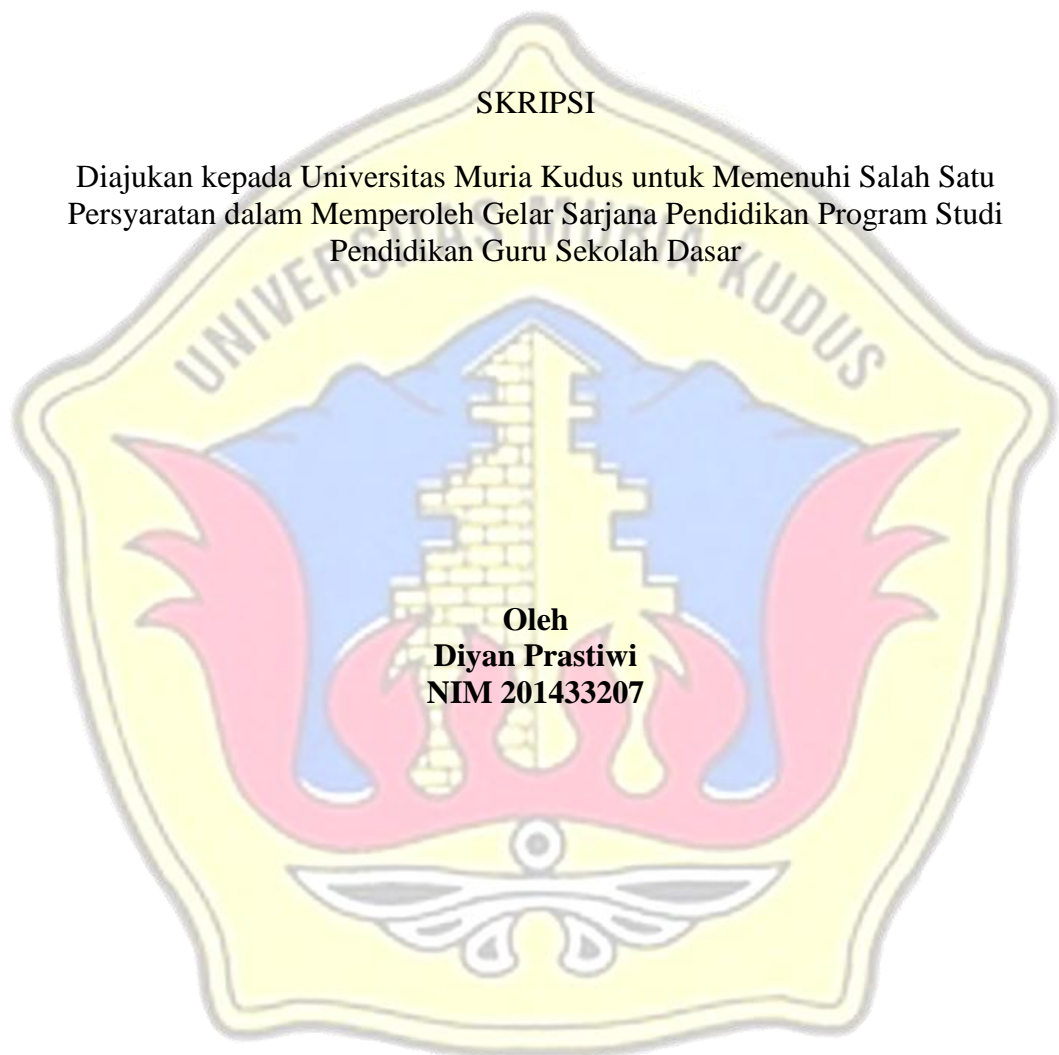 SKRIPSI
Diajukan kepada Universitas Muria Kudus untuk Memenuhi Salah Satu
Persyaratan dalam Memperoleh Gelar Sarjana Pendidikan Program Studi
Pendidikan Guru Sekolah Dasar
UNIVERSITAS MURIA KUDUS
Oleh
Diyan Prastiwi
NIM 201433207